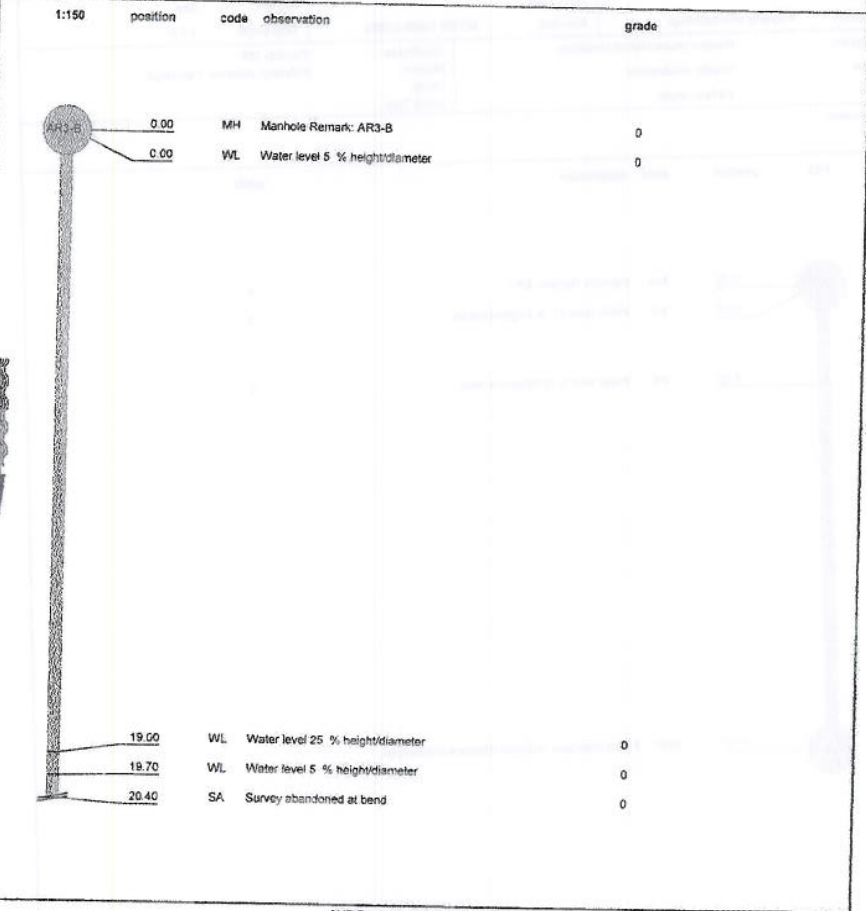 1:150 position code observation grade
AR3-B
0.00 MH Manhole Remark: AR3-B 0
0.00 WL Water level 5 % height/diameter 0
19.00 WL Water level 25 % height/diameter 0
19.70 WL Water level 5 % height/diameter 0
20.40 SA Survey abandoned at bend 0